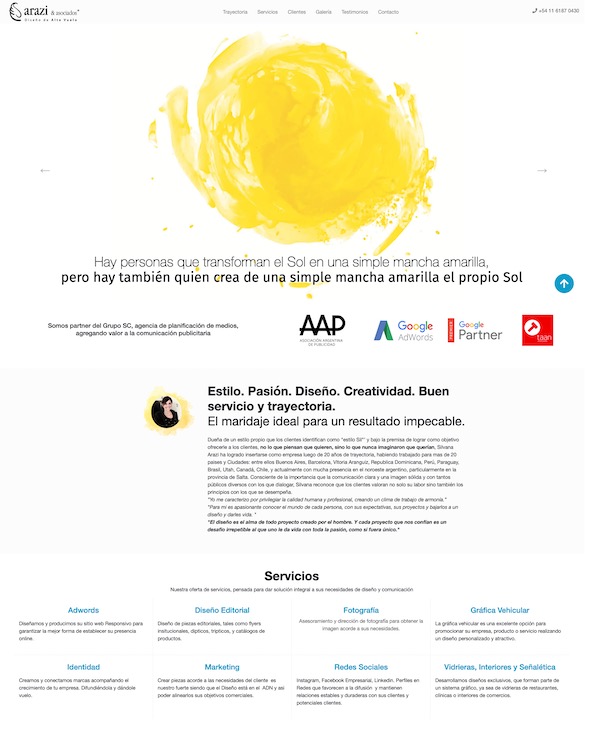 arazi & asociados®
Diseño de Alto Vuelo
Trayectoria Servicios Clientes Galería Testimonios Contacto
+54 11 6187 0430
Hay personas que transforman el Sol en una simple mancha amarilla,
pero hay también quien crea de una simple mancha amarilla el propio Sol
Somos partner del Grupo SC, agencia de planificación de medios,
agregando valor a la comunicación publicitaria
AAP
ASOCIACIÓN ARGENTINA
DE PUBLICIDAD
Google
AdWords
PREMIER
Google
Partner
taan
Estilo. Pasión. Diseño. Creatividad. Buen
servicio y trayectoria.
El maridaje ideal para un resultado impecable.
Dueña de un estilo propio que los clientes identifican como "estilo Sil'" y bajo la premisa de lograr como objetivo
ofrecerle a los clientes, no lo que piensan que quieren, sino lo que nunca imaginaron que querían, Silvana
Arazi ha logrado insertarse como empresa luego de 20 años de trayectoria, habiendo trabajado para mas de 20
paises y Ciudades: entre ellos Buenos Aires, Barcelona, Vitoria Aranguiz, Republica Dominicana, Perú, Paraguay,
Brasil, Utah, Canadá, Chile, y actualmente con mucha presencia en el noroeste argentino, particularmente en la
provincia de Salta. Consciente de la importancia que la comunicación clara y una imagen sólida y con tantos
públicos diversos con los que dialogar, Silvana reconoce que los clientes valoran no solo su labor sino también los
principios con los que se desempeña.
"Yo me caracterizo por privilegiar la calidad humana y profesional, creando un clima de trabajo de armonía."
"Para mi es apasionante conocer el mundo de cada persona, con sus expectativas, sus proyectos y bajarlos a un
diseño y darles vida. "
"El diseño es el alma de todo proyecto creado por el hombre. Y cada proyecto que nos confían es un
desafío irrepetible al que uno le da vida con toda la pasión, como si fuera único."
Servicios
Nuestra oferta de servicios, pensada para dar solución integral a sus necesidades de diseño y comunicación
Adwords
Diseñamos y producimos su sitio web Responsivo para
garantizar la mejor forma de establecer su presencia
online.
Diseño Editorial
Diseño de piezas editoriales, tales como flyers
institucionales, dípticos, trípticos, y catálogos de
productos.
Fotografía
Asesoramiento y dirección de fotografía para obtener la
imagen acorde a sus necesidades.
Gráfica Vehicular
La gráfica vehicular es una excelente opción para
promocionar su empresa, producto o servicio realizando
un diseño personalizado y atractivo.
Identidad
Creamos y conectamos marcas acompañando el
crecimiento de tu empresa. Difundiéndola y dándole
vuelo.
Marketing
Crear piezas acorde a las necesidades del cliente es
nuestro fuerte siendo que el Diseño está en el ADN y asi
poder alinearlos sus objetivos comerciales.
Redes Sociales
Instagram, Facebook Empresarial, Linkedin. Perfiles en
Redes que favorecen a la difusión y mantienen
relaciones estables y duraderas con sus clientes y
potenciales clientes.
Vidrieras, Interiores y Señalética
Desarrollamos diseños exclusivos, que forman parte de
un sistema gráfico, ya sea de vidrieras de restaurantes,
clínicas o interiores de comercios.